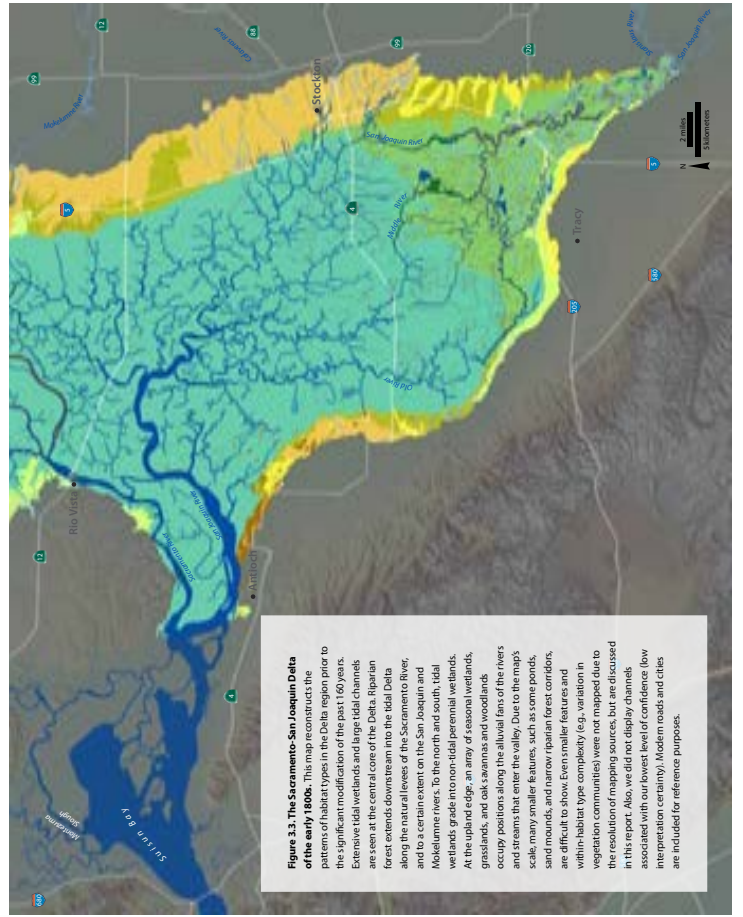 Figure 3.3. The Sacramento-San Joaquin Delta
of the early 1800s. This map reconstructs the
patterns of habitat types in the Delta region prior to
the significant modification of the past 160 years.
Extensive tidal wetlands and large tidal channels
are seen at the central core of the Delta. Riparian
forest extends downstream into the tidal Delta
along the natural levees of the Sacramento River,
and to a certain extent on the San Joaquin and
Mokelumne rivers. To the north and south, tidal
wetlands grade into non-tidal perennial wetlands.
At the upland edge, an array of seasonal wetlands,
grasslands, and oak savannas and woodlands
occupy positions along the alluvial fans of the rivers
and streams that enter the valley. Due to the map's
scale, many smaller features, such as some ponds,
sand mounds, and narrow riparian forest corridors,
are difficult to show. Even smaller features and
within-habitat type complexity (e.g., variation in
vegetation communities) were not mapped due to
the resolution of mapping sources, but are discussed
in this report. Also, we did not display channels
associated with our lowest level of confidence (low
interpretation certainty). Modern roads and cities
are included for reference purposes.
680
Montezuma
Slough
Suisun Bay
12
Rio Vista
Sacramento River
San Joaquin River
Antioch
4
5
99
12
Mokelumne River
88
Calaveras River
99
Stockton
San Joaquin River
4
Middle
River
Old River
120
Stanislaus River
San Joaquin River
Tracy
205
580
5
N
2 miles
5 kilometers